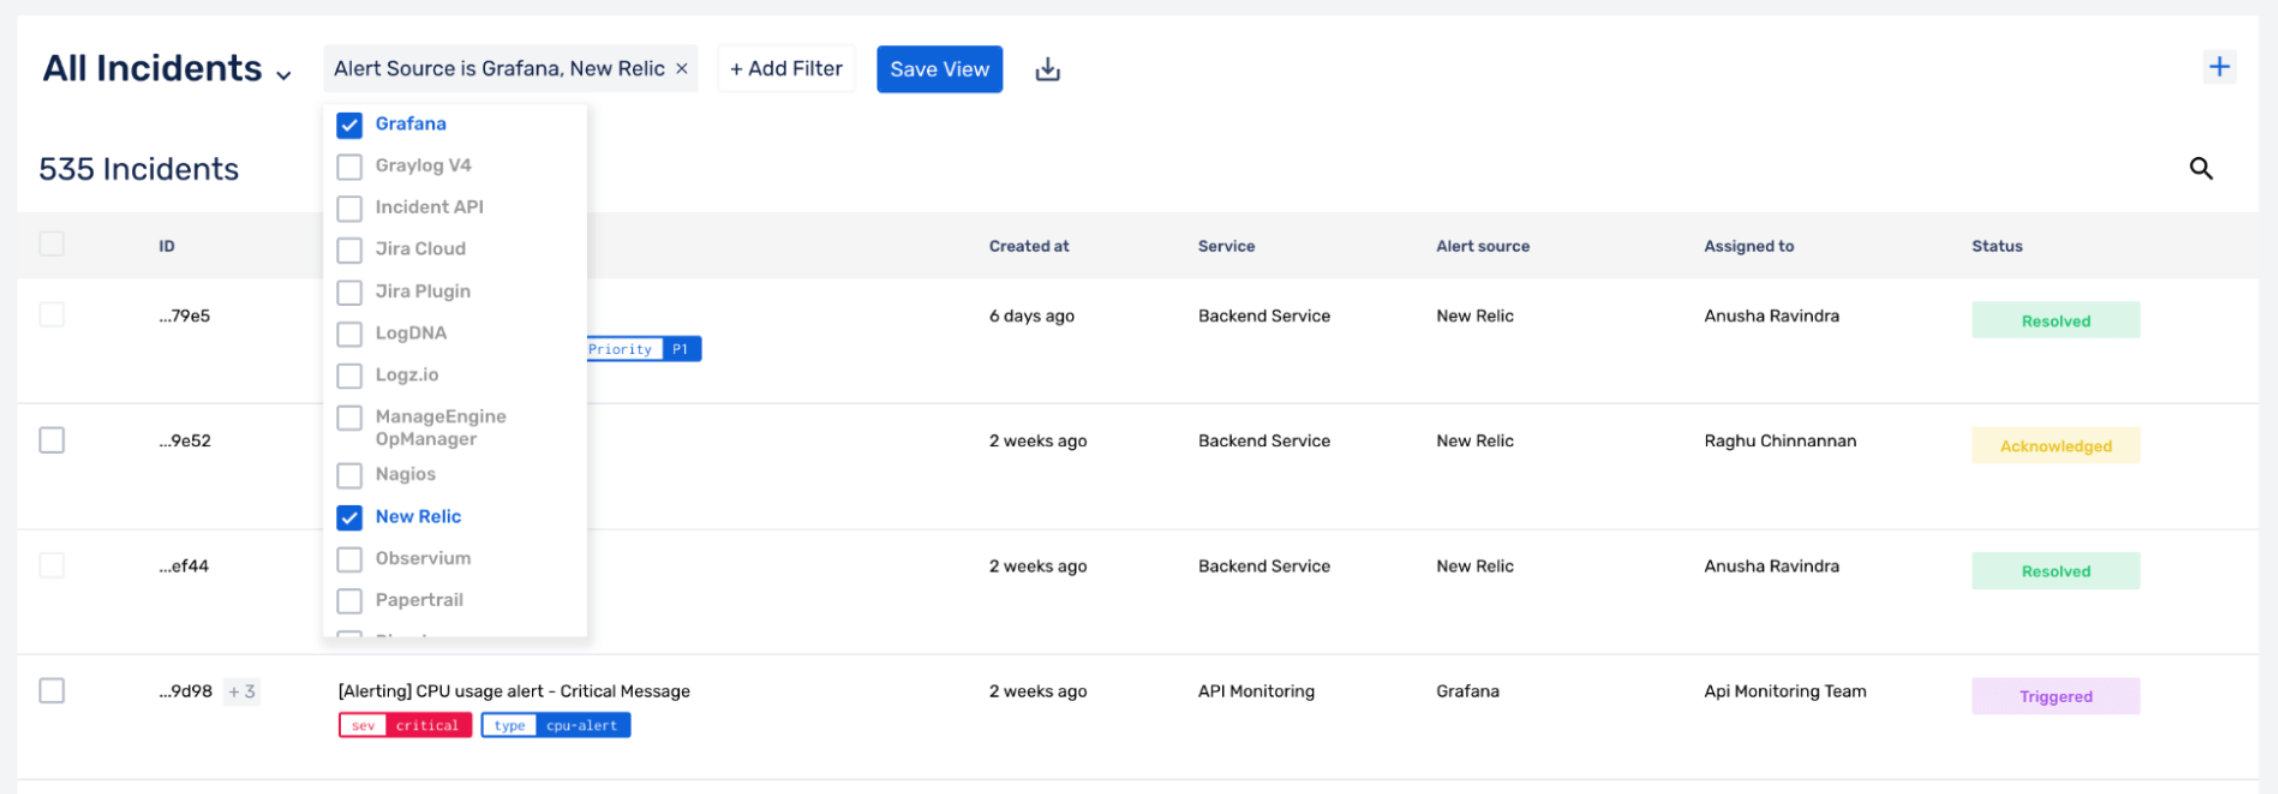 All Incidents
Alert Source is Grafana, New Relic ×
+ Add Filter
Save View
+
535 Incidents
Grafana
Graylog V4
Incident API
Jira Cloud
Jira Plugin
LogDNA
Logz.io
ManageEngine
OpManager
Nagios
New Relic
Observium
Papertrail
ID Created at Service Alert source Assigned to Status
...79e5 6 days ago Backend Service New Relic Anusha Ravindra Resolved
Priority P1
...9e52 2 weeks ago Backend Service New Relic Raghu Chinnannan Acknowledged
...ef44 2 weeks ago Backend Service New Relic Anusha Ravindra Resolved
...9d98 + 3 [Alerting] CPU usage alert - Critical Message 2 weeks ago API Monitoring Grafana Api Monitoring Team Triggered
sev critical type cpu-alert